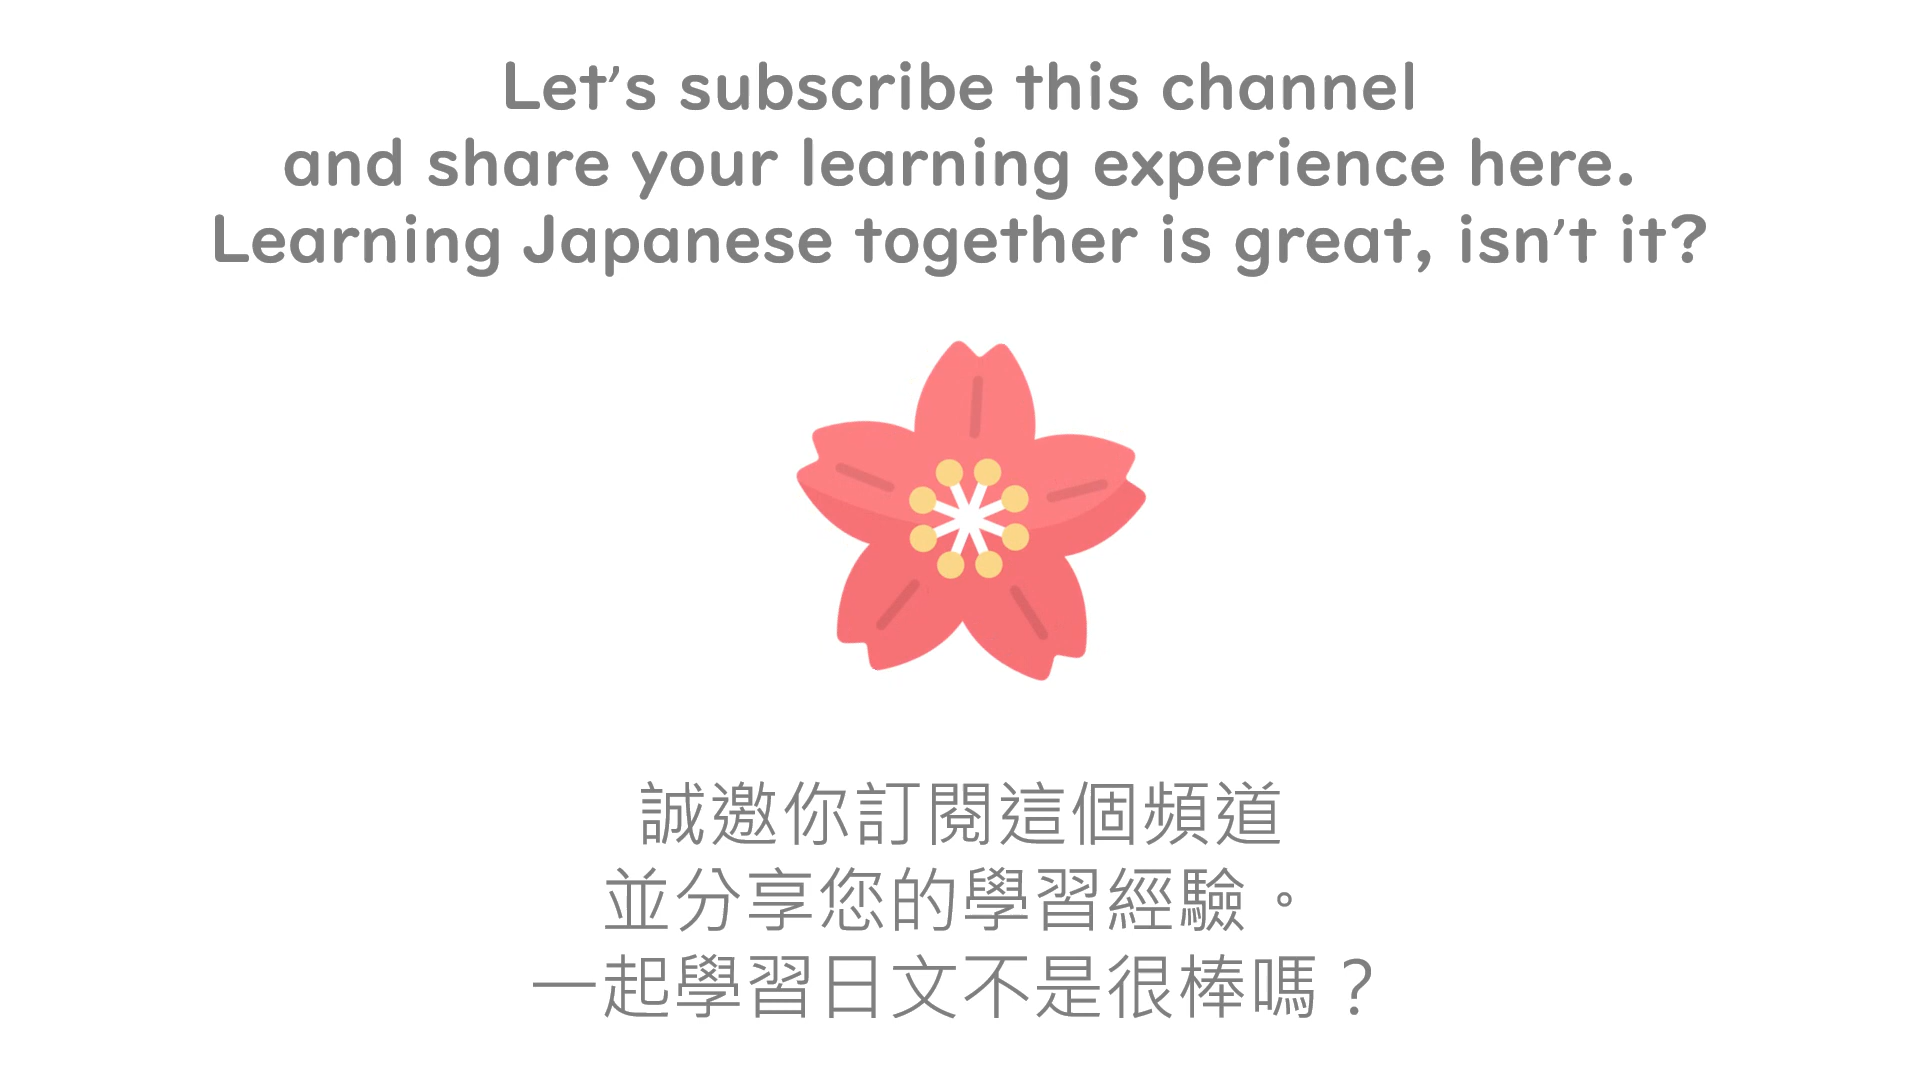 Let's subscribe this channel
and share your learning experience here.
Learning Japanese together is great, isn't it?
誠邀你訂閱這個頻道
並分享您的學習經驗。
一起學習日文不是很棒嗎？